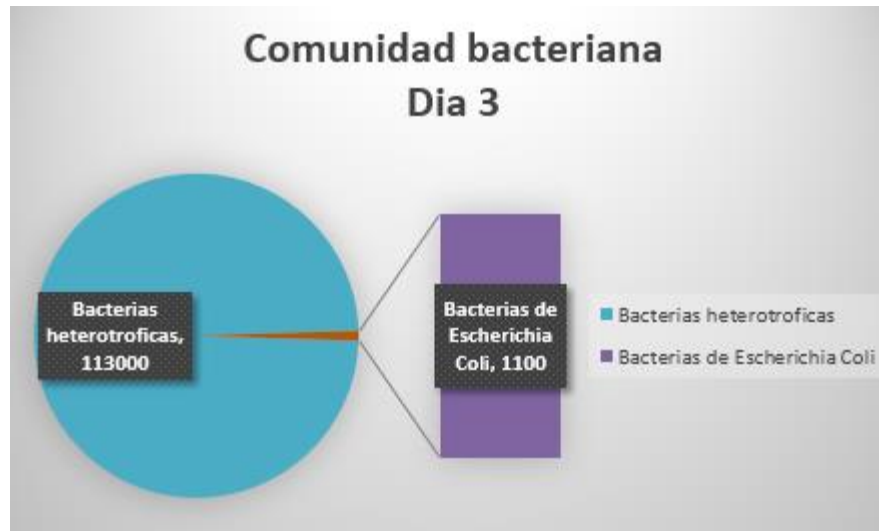 Comunidad bacteriana
Dia 3
Bacterias
heterotroficas,
113000
Bacterias de
Escherichia
Coli, 1100
Bacterias heterotroficas
Bacterias de Escherichia Coli